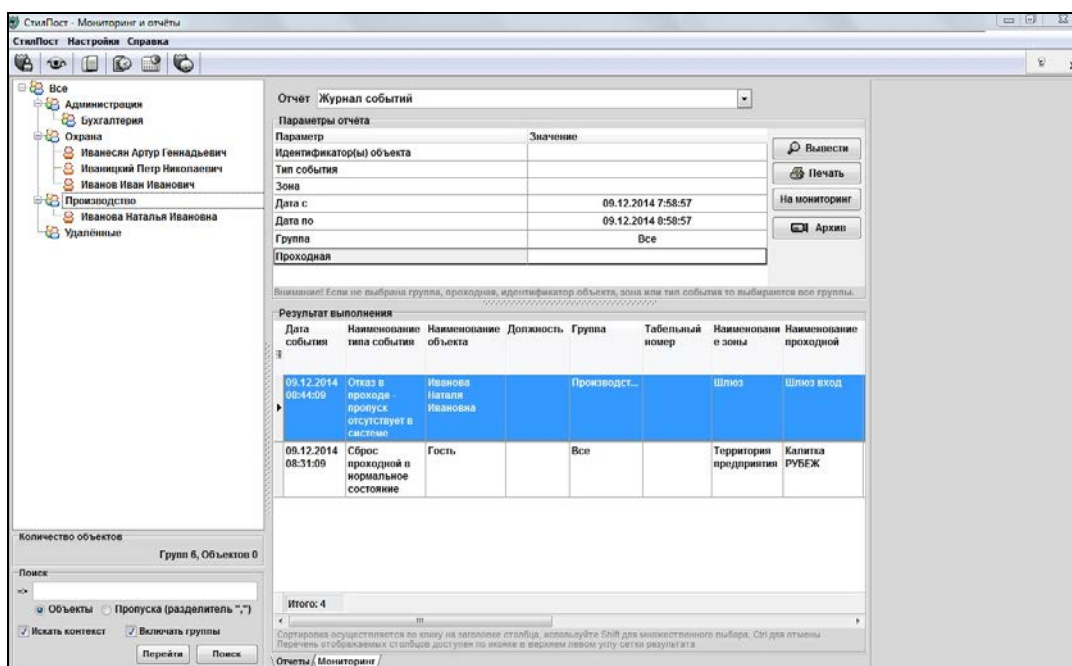 СтилПост - Мониторинг и отчёты
СтилПост Настройки Справка
Все
Администрация
Бухгалтерия
Охрана
Иванесян Артур Геннадьевич
Иваницкий Петр Николаевич
Иванов Иван Иванович
Производство
Иванова Наталья Ивановна
Удалённые
Количество объектов
Групп 6, Объектов 0
Поиск
=>
Объекты Пропуска (разделитель ",")
Искать контекст Включать группы
Перейти Поиск
Отчёт Журнал событий
Параметры отчёта
Параметр Значение
Идентификатор(ы) объекта
Тип события
Зона
Дата с 09.12.2014 7:58:57
Дата по 09.12.2014 8:58:57
Группа Все
Проходная
Вывести
Печать
На мониторинг
Архив
Внимание! Если не выбрана группа, проходная, идентификатор объекта, зона или тип события то выбираются все группы.
Результат выполнения
Дата Наименование Наименование Должность Группа Табельный Наименовани Наименование
события типа события объекта номер е зоны проходной
09.12.2014 Отказ в Иванова Производст... Шлюз Шлюз вход
08:44:09 проходе - Наталя
пропуск Ивановна
отсутствует в
системе
09.12.2014 Сброс Гость Все Территория Капитка
08:31:09 проходной в предприятия РУБЕЖ
нормальное
состояние
Итого: 4
Сортировка осуществляется по клику на заголовке столбца, используйте Shift для множественного выбора, Ctrl для отмены
Перечень отображаемых столбцов доступен по иконке в верхнем левом углу сетки результата
Отчеты Мониторинг